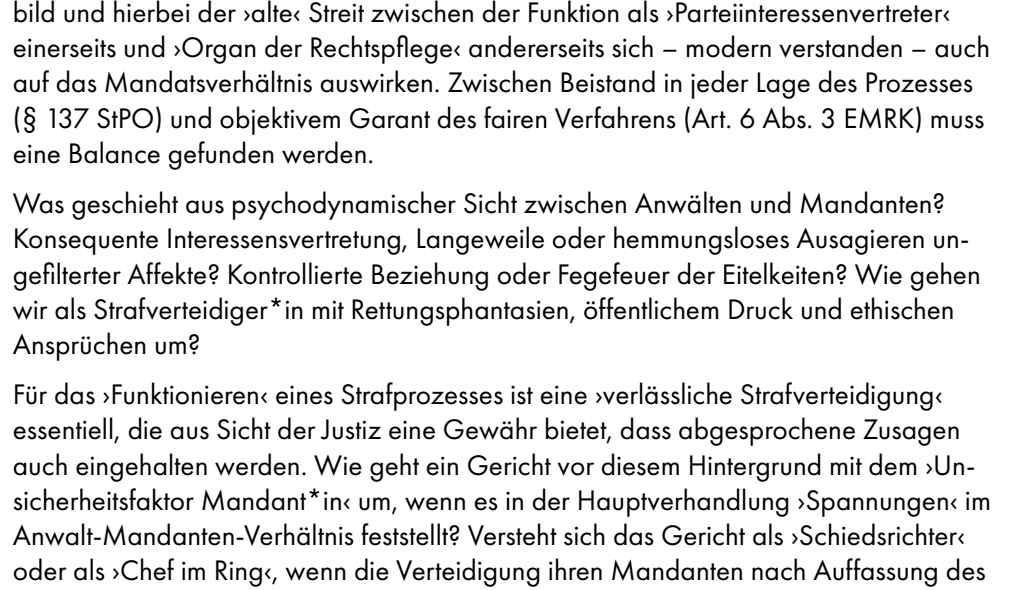 bild und hierbei der ›alte‹ Streit zwischen der Funktion als ›Parteiinteressenvertreter‹
einerseits und ›Organ der Rechtspflege‹ andererseits sich – modern verstanden – auch
auf das Mandatsverhältnis auswirken. Zwischen Beistand in jeder Lage des Prozesses
(§ 137 StPO) und objektivem Garant des fairen Verfahrens (Art. 6 Abs. 3 EMRK) muss
eine Balance gefunden werden.
Was geschieht aus psychodynamischer Sicht zwischen Anwälten und Mandanten?
Konsequente Interessensvertretung, Langeweile oder hemmungsloses Ausagieren un-
gefilterter Affekte? Kontrollierte Beziehung oder Fegefeuer der Eitelkeiten? Wie gehen
wir als Strafverteidiger*in mit Rettungsphantasien, öffentlichem Druck und ethischen
Ansprüchen um?
Für das ›Funktionieren‹ eines Strafprozesses ist eine ›verlässliche Strafverteidigung‹
essentiell, die aus Sicht der Justiz eine Gewähr bietet, dass abgesprochene Zusagen
auch eingehalten werden. Wie geht ein Gericht vor diesem Hintergrund mit dem ›Un-
sicherheitsfaktor Mandant*in‹ um, wenn es in der Hauptverhandlung ›Spannungen‹ im
Anwalt-Mandanten-Verhältnis feststellt? Versteht sich das Gericht als ›Schiedsrichter‹
oder als ›Chef im Ring‹, wenn die Verteidigung ihren Mandanten nach Auffassung des